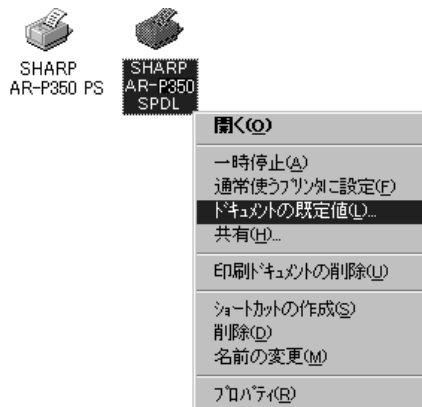 SHARP
AR-P350 PS
SHARP
AR-P350
SPDL
開く(O)
一時停止(A)
通常使うプリンタに設定(F)
ドキュメントの既定値(L)...
共有(H)...
印刷ドキュメントの削除(U)
ショートカットの作成(S)
削除(D)
名前の変更(M)
プロパティ(R)